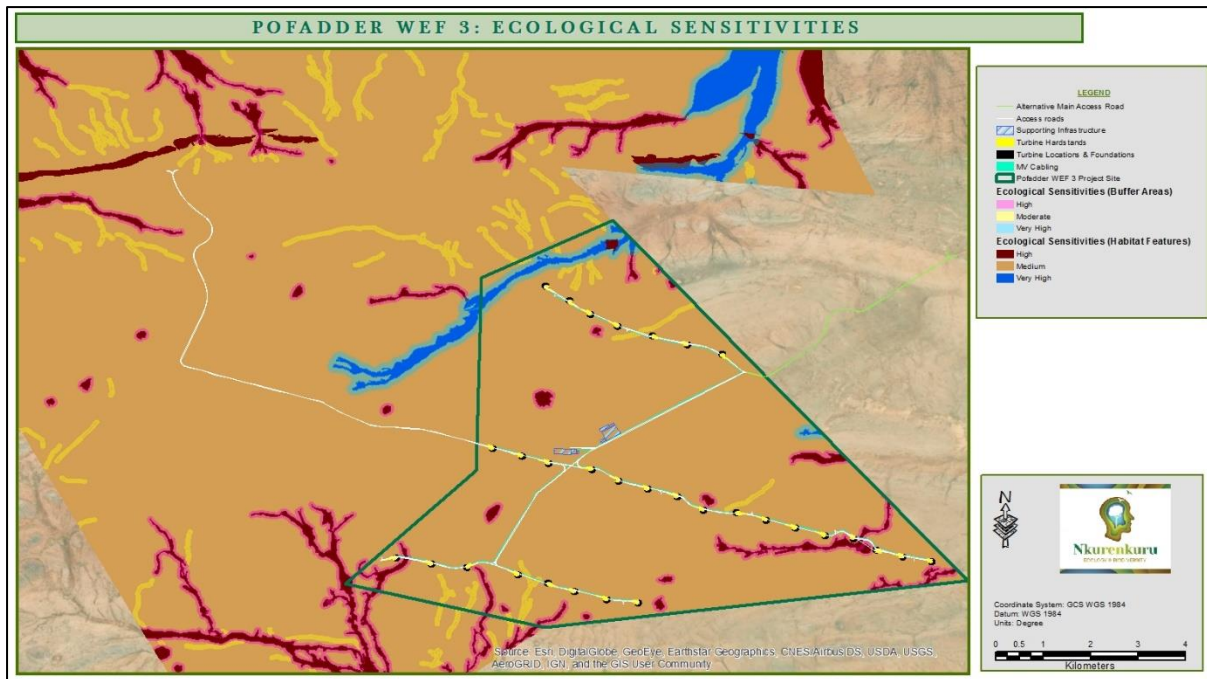 POFADDER WEF 3: ECOLOGICAL SENSITIVITIES
LEGEND
Alternative Main Access Road
Access roads
Supporting Infrastructure
Turbine Hardstands
Turbine Locations & Foundations
MV Cabling
Pofadder WEF 3 Project Site
Ecological Sensitivities (Buffer Areas)
High
Moderate
Very High
Ecological Sensitivities (Habitat Features)
High
Medium
Very High
N
Nkurenkuru
Coordinate System: GCS WGS 1984
Datum: WGS 1984
Units: Degree
0 0.5 1 2 3 4
Kilometers
Source: Esri, DigitalGlobe, GeoEye, Earthstar Geographics, CNES/Airbus DS, USDA, USGS,
AeroGRID, IGN, and the GIS User Community